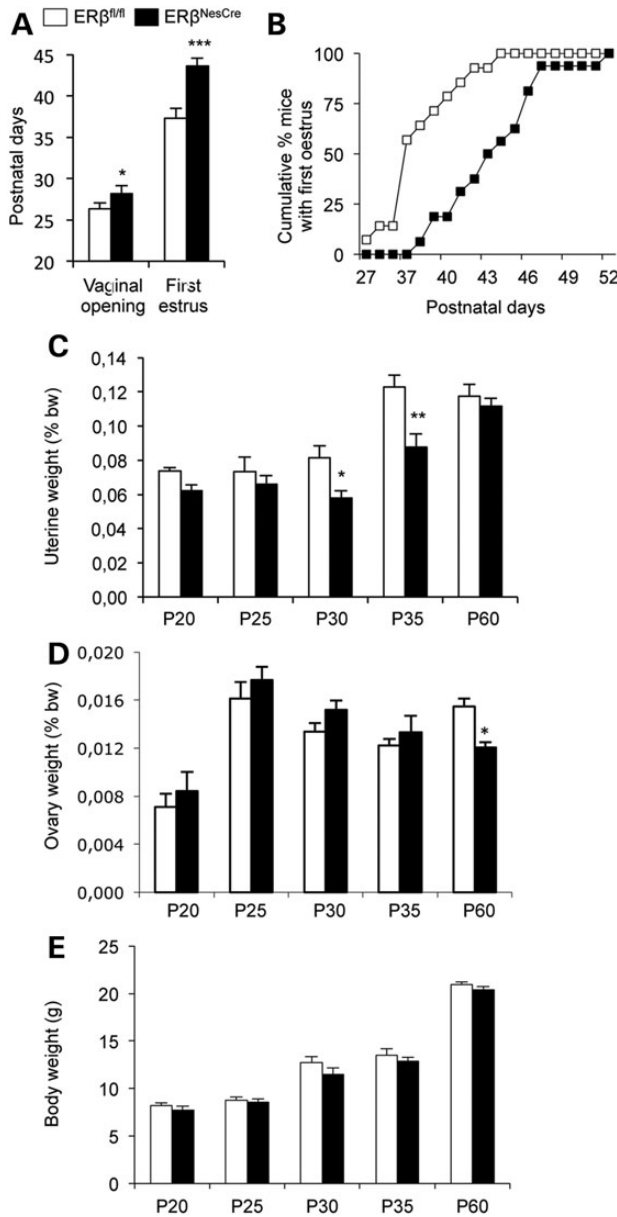 A
ERβfl/fl
ERβNesCre
Postnatal days
45
40
35
30
25
20
*
***
Vaginal
opening
First
estrus
B
Cumulative % mice
with first oestrus
100
75
50
25
0
27
37
40
43
46
49
52
Postnatal days
C
Uterine weight (% bw)
0,14
0,12
0,10
0,08
0,06
0,04
0,02
0,00
*
**
P20
P25
P30
P35
P60
D
Ovary weight (% bw)
0,020
0,016
0,012
0,008
0,004
0,000
*
P20
P25
P30
P35
P60
E
Body weight (g)
25
20
15
10
5
0
P20
P25
P30
P35
P60